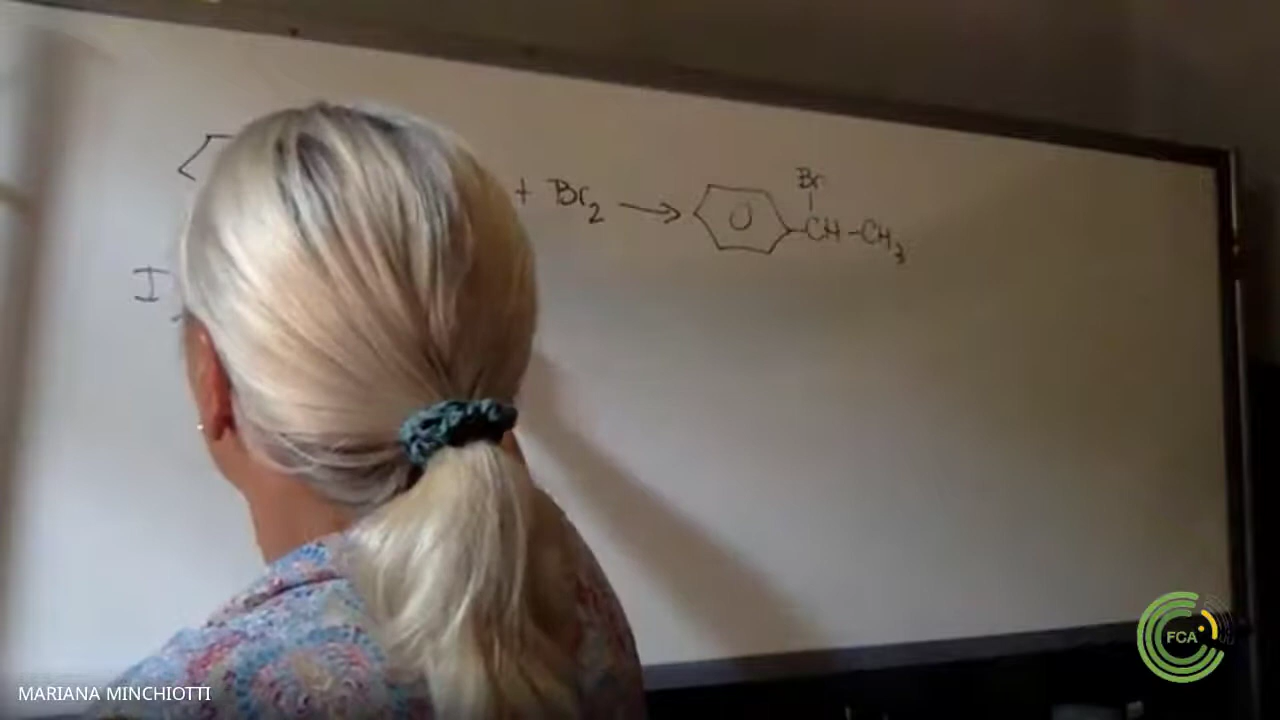 + Br₂ → Br
CH-CH₃
I
MARIANA MINCHIOTTI
FCA